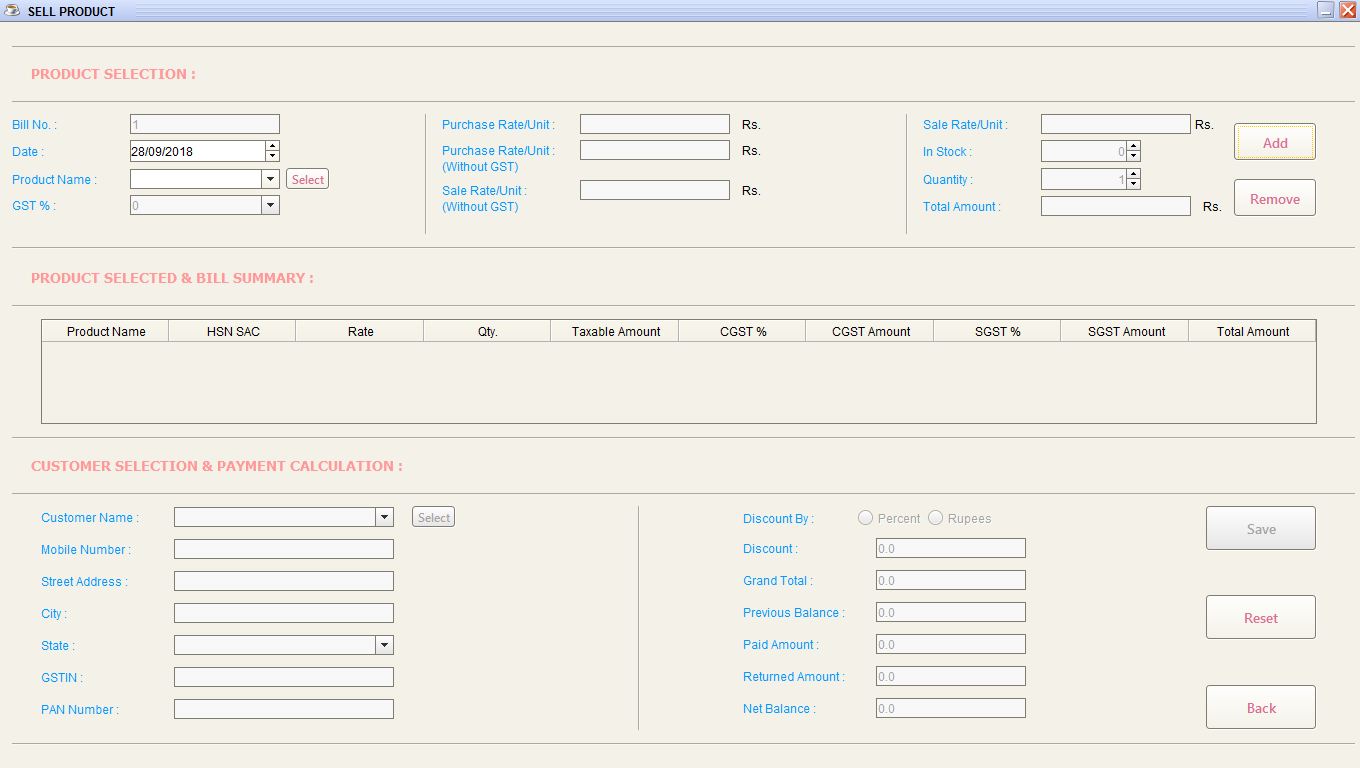 SELL PRODUCT
PRODUCT SELECTION :
Bill No. : 1
Date : 28/09/2018
Product Name : Select
GST % : 0
Purchase Rate/Unit : Rs.
Purchase Rate/Unit : Rs.
(Without GST)
Sale Rate/Unit : Rs.
(Without GST)
Sale Rate/Unit : Rs.
In Stock : 0
Quantity : 1
Total Amount : Rs.
Add
Remove
PRODUCT SELECTED & BILL SUMMARY :
Product Name HSN SAC Rate Qty. Taxable Amount CGST % CGST Amount SGST % SGST Amount Total Amount
CUSTOMER SELECTION & PAYMENT CALCULATION :
Customer Name : Select
Mobile Number :
Street Address :
City :
State :
GSTIN :
PAN Number :
Discount By : Percent Rupees
Discount : 0.0
Grand Total : 0.0
Previous Balance : 0.0
Paid Amount : 0.0
Returned Amount : 0.0
Net Balance : 0.0
Save
Reset
Back